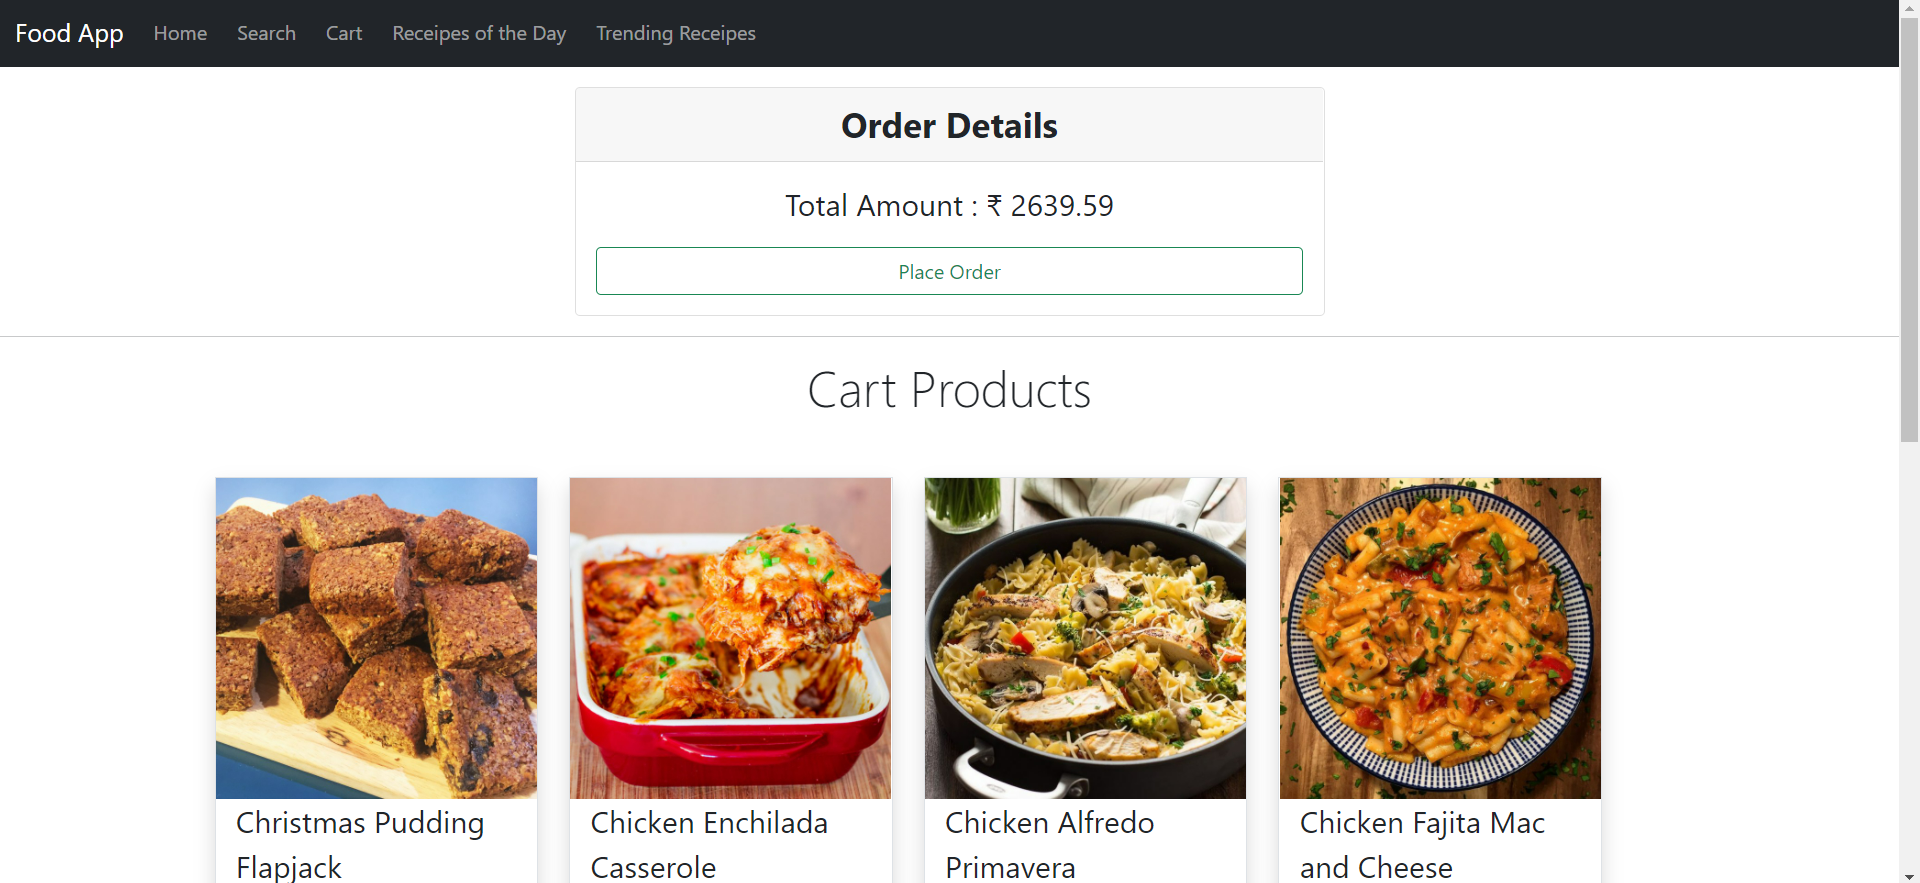 Food App Home Search Cart Receipes of the Day Trending Receipes
Order Details
Total Amount : ₹ 2639.59
Place Order
Cart Products
Christmas Pudding
Flapjack
Chicken Enchilada
Casserole
Chicken Alfredo
Primavera
Chicken Fajita Mac
and Cheese